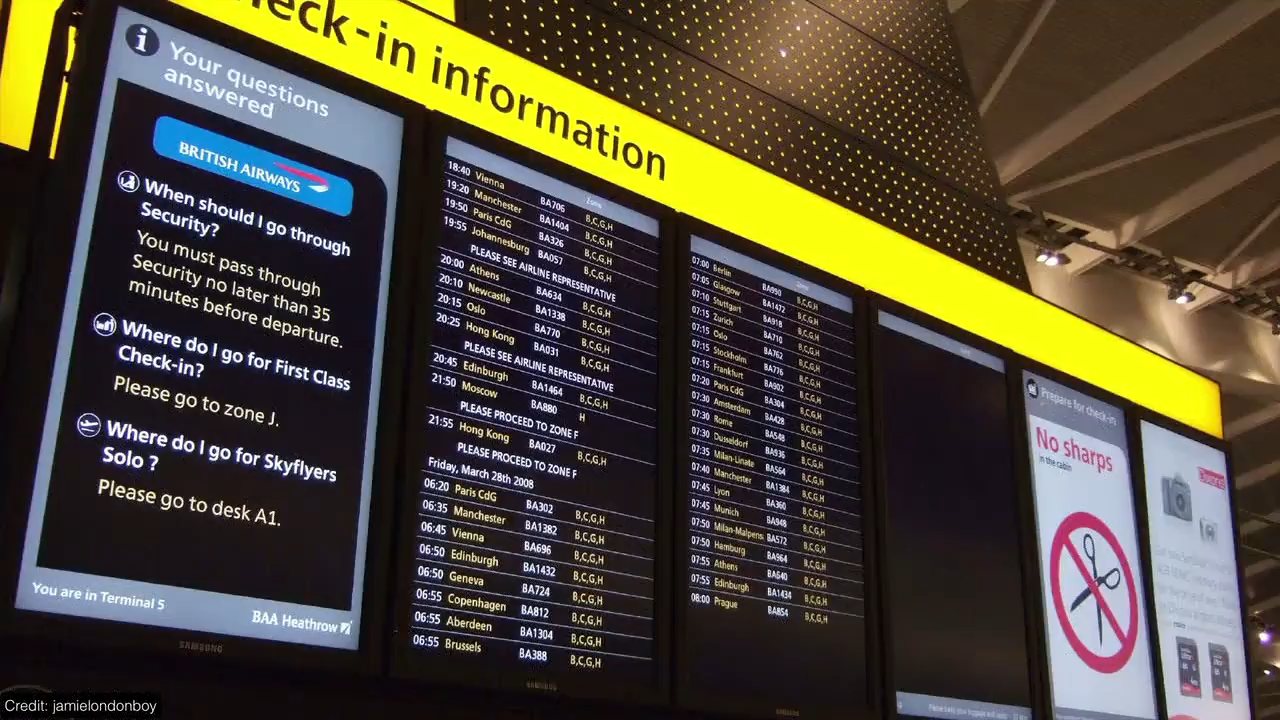 heck-in information
Your questions
answered
BRITISH AIRWAYS
When should I go through
Security?
You must pass through
Security no later than 35
minutes before departure.
Where do I go for First Class
Check-in?
Please go to zone J.
Where do I go for Skyflyers
Solo ?
Please go to desk A1.
You are in Terminal 5
BAA Heathrow
SAMSUNG
Zone
18:40 Vienna BA706 B,C,G,H
19:20 Manchester BA1404 B,C,G,H
19:50 Paris CdG BA326 B,C,G,H
19:55 Johannesburg BA057 B,C,G,H
PLEASE SEE AIRLINE REPRESENTATIVE
20:00 Athens BA634 B,C,G,H
20:10 Newcastle BA1338 B,C,G,H
20:15 Oslo BA770 B,C,G,H
20:25 Hong Kong BA031 B,C,G,H
PLEASE SEE AIRLINE REPRESENTATIVE
20:45 Edinburgh BA1464 B,C,G,H
21:50 Moscow BA880 H
PLEASE PROCEED TO ZONE F
21:55 Hong Kong BA027 B,C,G,H
PLEASE PROCEED TO ZONE F
Friday, March 28th 2008
06:20 Paris CdG BA302 B,C,G,H
06:35 Manchester BA1382 B,C,G,H
06:45 Vienna BA696 B,C,G,H
06:50 Edinburgh BA1432 B,C,G,H
06:50 Geneva BA724 B,C,G,H
06:55 Copenhagen BA812 B,C,G,H
06:55 Aberdeen BA1304 B,C,G,H
06:55 Brussels BA388 B,C,G,H
SAMSUNG
Zone
07:00 Berlin BA990 B,C,G,H
07:05 Glasgow BA1472 B,C,G,H
07:10 Stuttgart BA918 B,C,G,H
07:15 Zurich BA710 B,C,G,H
07:15 Oslo BA762 B,C,G,H
07:15 Stockholm BA776 B,C,G,H
07:15 Frankfurt BA902 B,C,G,H
07:20 Paris CdG BA304 B,C,G,H
07:30 Amsterdam BA428 B,C,G,H
07:30 Rome BA548 B,C,G,H
07:30 Dusseldorf BA936 B,C,G,H
07:35 Milan-Linate BA564 B,C,G,H
07:40 Manchester BA1384 B,C,G,H
07:45 Lyon BA360 B,C,G,H
07:45 Munich BA948 B,C,G,H
07:50 Milan-Malpens BA572 B,C,G,H
07:50 Hamburg BA964 B,C,G,H
07:55 Athens BA640 B,C,G,H
07:55 Edinburgh BA1434 B,C,G,H
08:00 Prague BA854 B,C,G,H
SAMSUNG
Prepare for check-in
No sharps
in the cabin
Credit: jamielondonboy